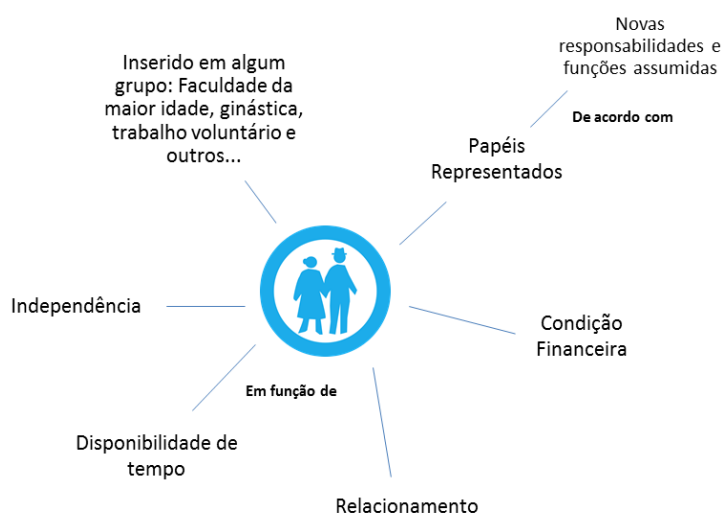 Novas
responsabilidades e
funções assumidas
De acordo com
Papéis
Representados
Inserido em algum
grupo: Faculdade da
maior idade, ginástica,
trabalho voluntário e
outros...
Independência
Condição
Financeira
Em função de
Disponibilidade de
tempo
Relacionamento